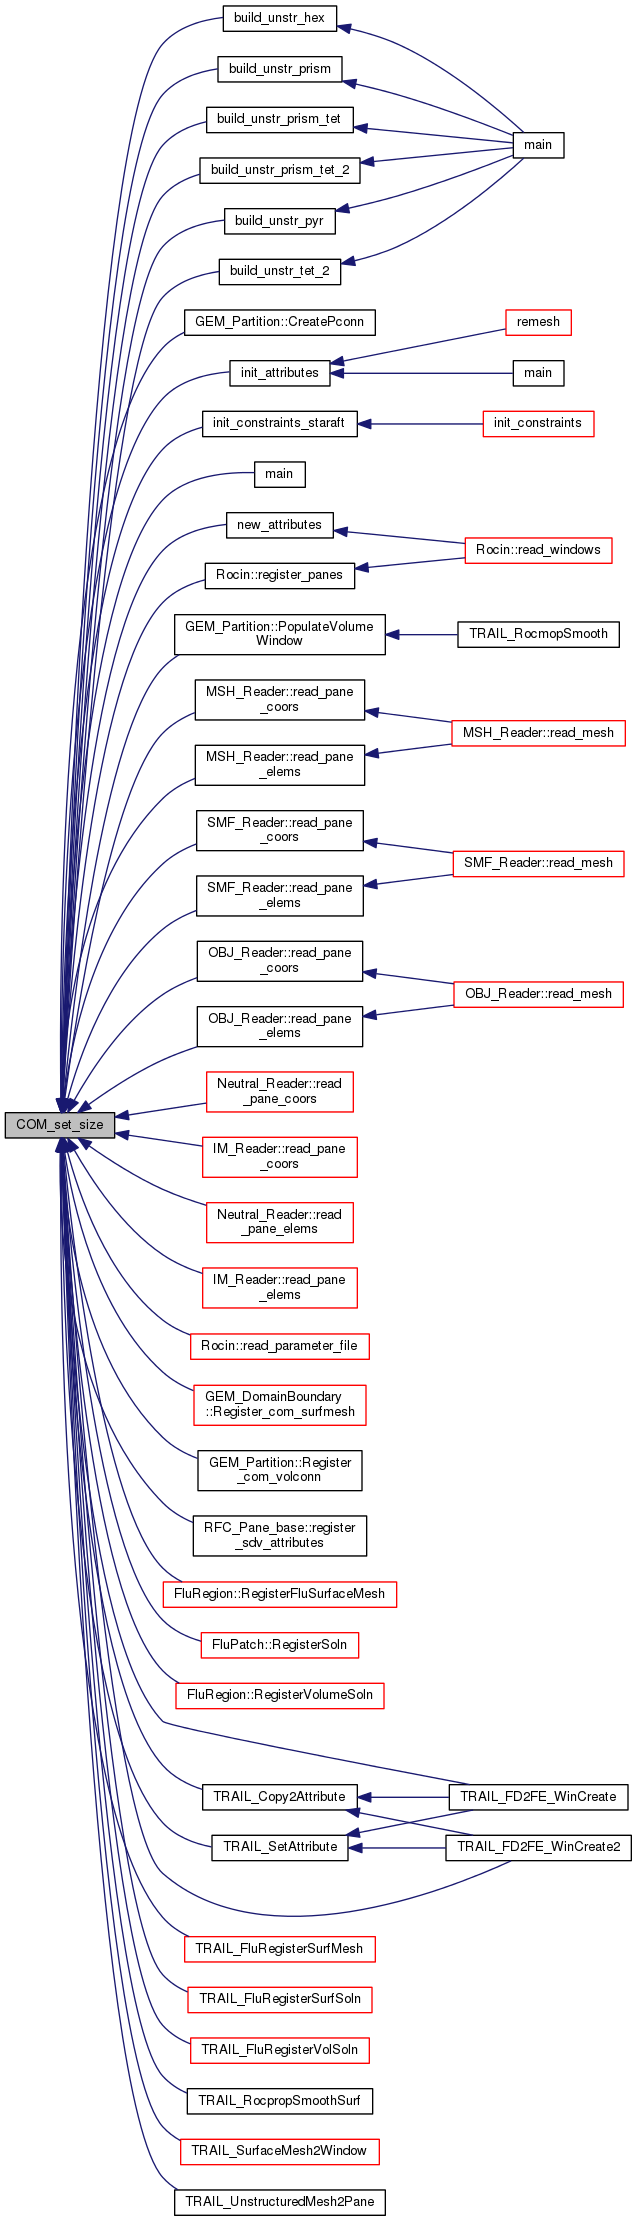 build_unstr_hex
build_unstr_prism
build_unstr_prism_tet
main
build_unstr_prism_tet_2
build_unstr_pyr
build_unstr_tet_2
GEM_Partition::CreatePconn
remesh
init_attributes
main
init_constraints_staraft
init_constraints
main
new_attributes
Rocin::read_windows
Rocin::register_panes
GEM_Partition::PopulateVolume
Window
TRAIL_RocmopSmooth
MSH_Reader::read_pane
_coors
MSH_Reader::read_mesh
MSH_Reader::read_pane
_elems
SMF_Reader::read_pane
_coors
SMF_Reader::read_mesh
SMF_Reader::read_pane
_elems
OBJ_Reader::read_pane
_coors
OBJ_Reader::read_mesh
OBJ_Reader::read_pane
_elems
Neutral_Reader::read
_pane_coors
COM_set_size
IM_Reader::read_pane
_coors
Neutral_Reader::read
_pane_elems
IM_Reader::read_pane
_elems
Rocin::read_parameter_file
GEM_DomainBoundary
::Register_com_surfmesh
GEM_Partition::Register
_com_volconn
RFC_Pane_base::register
_sdv_attributes
FluRegion::RegisterFluSurfaceMesh
FluPatch::RegisterSoln
FluRegion::RegisterVolumeSoln
TRAIL_Copy2Attribute
TRAIL_FD2FE_WinCreate
TRAIL_SetAttribute
TRAIL_FD2FE_WinCreate2
TRAIL_FluRegisterSurfMesh
TRAIL_FluRegisterSurfSoln
TRAIL_FluRegisterVolSoln
TRAIL_RocpropSmoothSurf
TRAIL_SurfaceMesh2Window
TRAIL_UnstructuredMesh2Pane